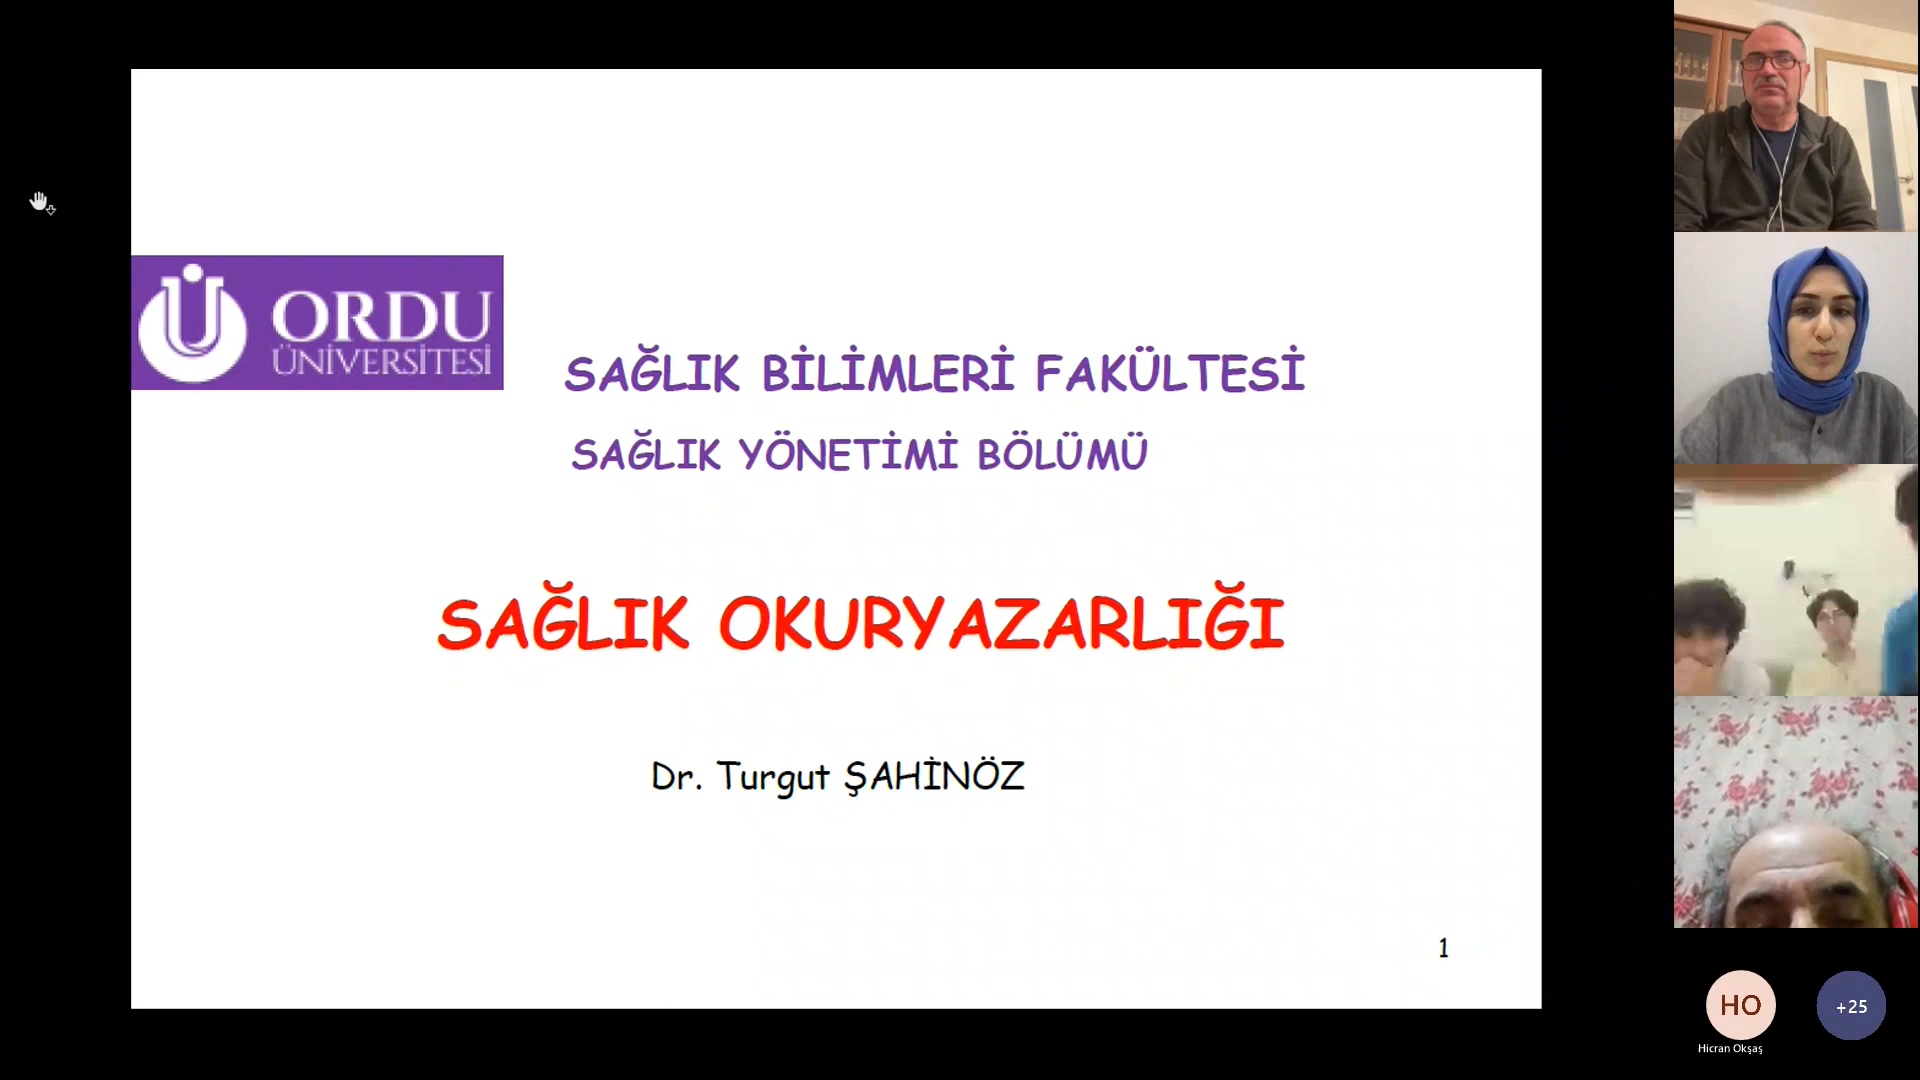 ORDU
ÜNİVERSİTESİ
SAĞLIK BİLİMLERİ FAKÜLTESİ
SAĞLIK YÖNETİMİ BÖLÜMÜ
SAĞLIK OKURYAZARLIĞI
Dr. Turgut ŞAHİNÖZ
1
HO
+25
Hicran Okşaş